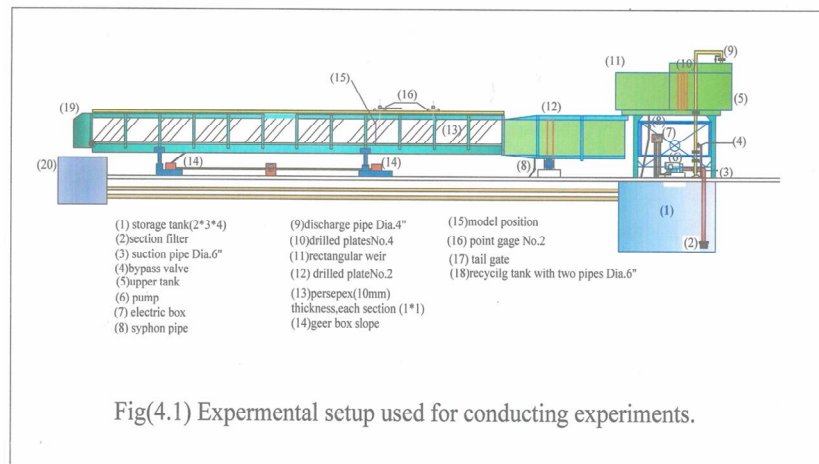 (9)
(11)
(10)
(15)
(16)
(5)
(12)
(19)
(13)
(8)
(7)
(4)
(14)
(14)
(6)
(20)
(8)
(3)
(1)
(2)
(1) storage tank(2*3*4)
(2)section filter
(3) suction pipe Dia.6"
(4)bypass valve
(5)upper tank
(6) pump
(7) electric box
(8) syphon pipe
(9)discharge pipe Dia.4"
(10)drilled platesNo.4
(11)rectangular weir
(12) drilled plateNo.2
(13)persepex(10mm)
thickness,each section (1*1)
(14)geer box slope
(15)model position
(16) point gage No.2
(17) tail gate
(18)recycilg tank with two pipes Dia.6"
Fig(4.1) Expermental setup used for conducting experiments.